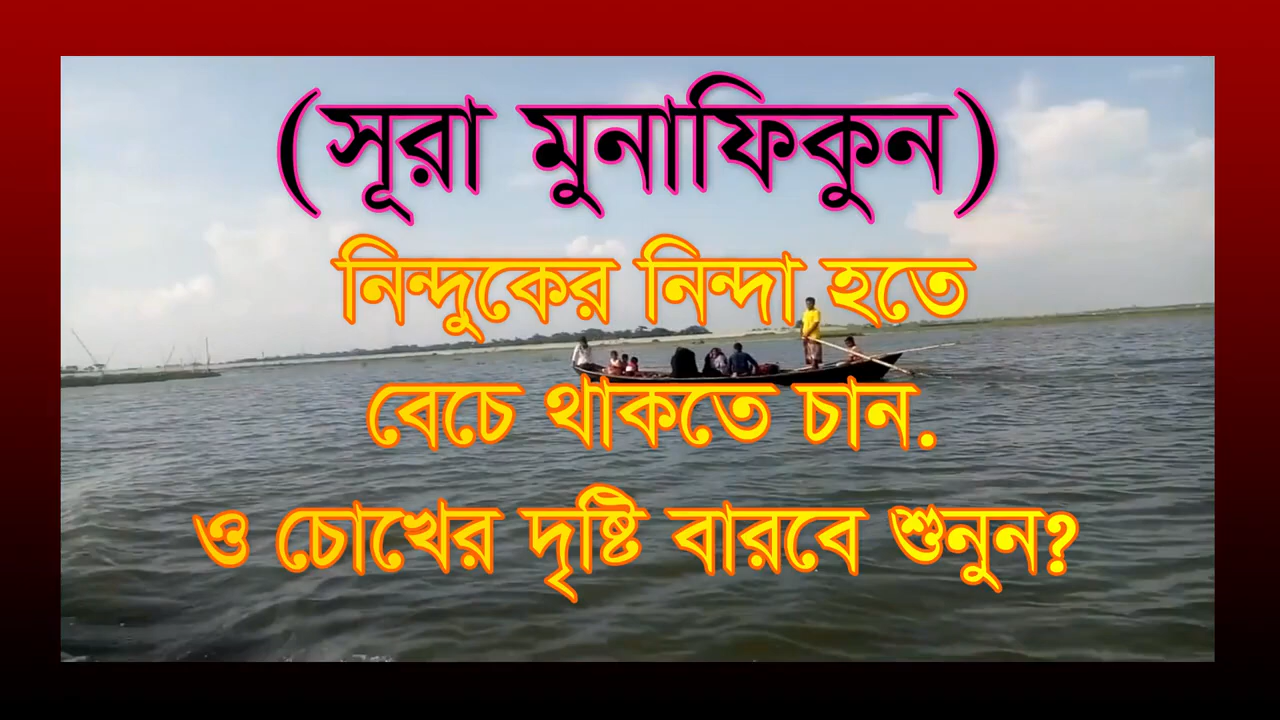 (সূরা মুনাফিকুন)
নিন্দুকের নিন্দা হতে
বেচে থাকতে চান.
ও চোখের দৃষ্টি বারবে শুনুন?